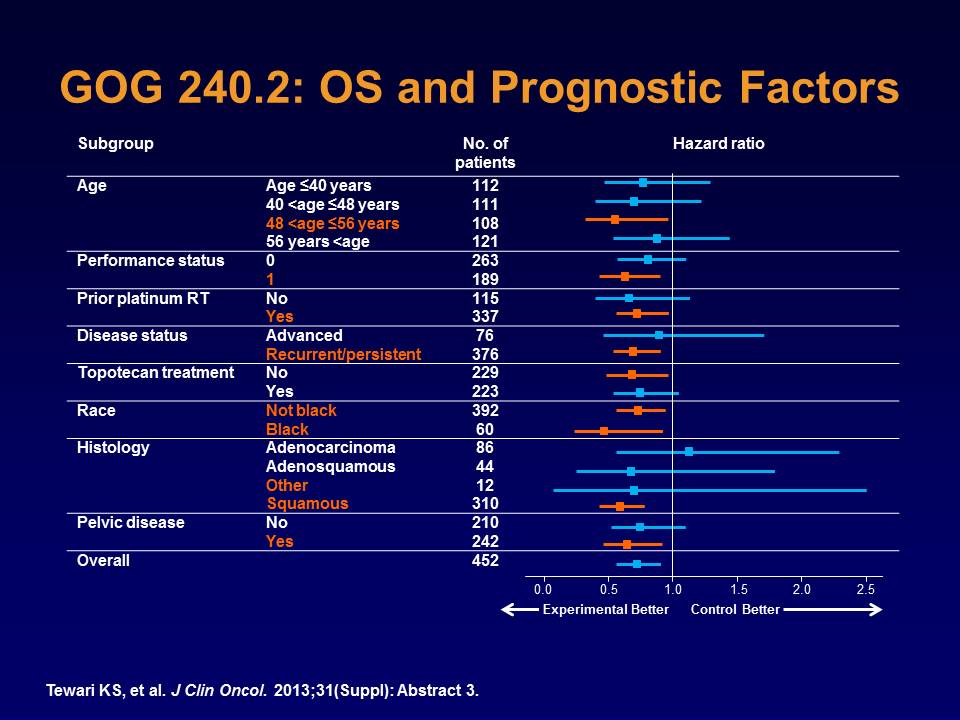 GOG 240.2: OS and Prognostic Factors
Subgroup No. of patients Hazard ratio
Age Age ≤40 years 112
40 <age ≤48 years 111
48 <age ≤56 years 108
56 years <age 121
Performance status 0 263
1 189
Prior platinum RT No 115
Yes 337
Disease status Advanced 76
Recurrent/persistent 376
Topotecan treatment No 229
Yes 223
Race Not black 392
Black 60
Histology Adenocarcinoma 86
Adenosquamous 44
Other 12
Squamous 310
Pelvic disease No 210
Yes 242
Overall 452
0.0 0.5 1.0 1.5 2.0 2.5
Experimental Better Control Better
Tewari KS, et al. J Clin Oncol. 2013;31(Suppl): Abstract 3.